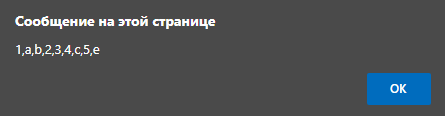 Сообщение на этой странице
1,a,b,2,3,4,c,5,e
OK